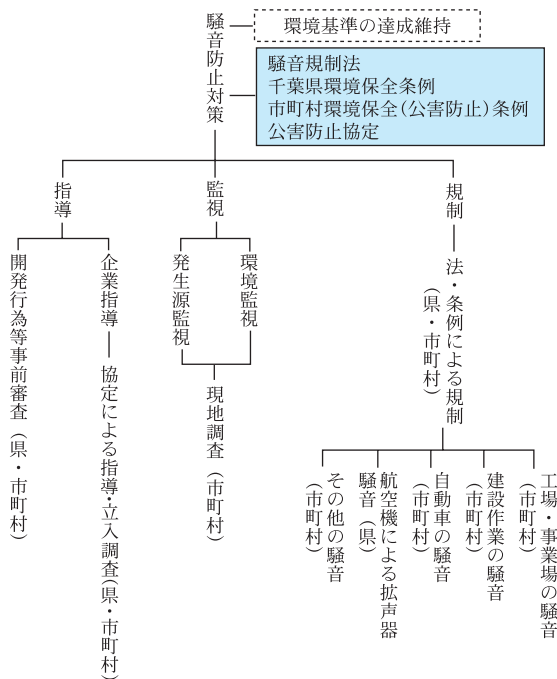 騒音防止対策
環境基準の達成維持
騒音規制法
千葉県環境保全条例
市町村環境保全(公害防止)条例
公害防止協定
規制
法・条例による規制
(県・市町村)
工場・事業場の騒音
(市町村)
建設作業の騒音
(市町村)
自動車の騒音
(市町村)
航空機による拡声器
騒音(県)
その他の騒音
(市町村)
監視
環境監視
発生源監視
現地調査(市町村)
指導
企業指導
協定による指導・立入調査(県・市町村)
開発行為等事前審査(県・市町村)